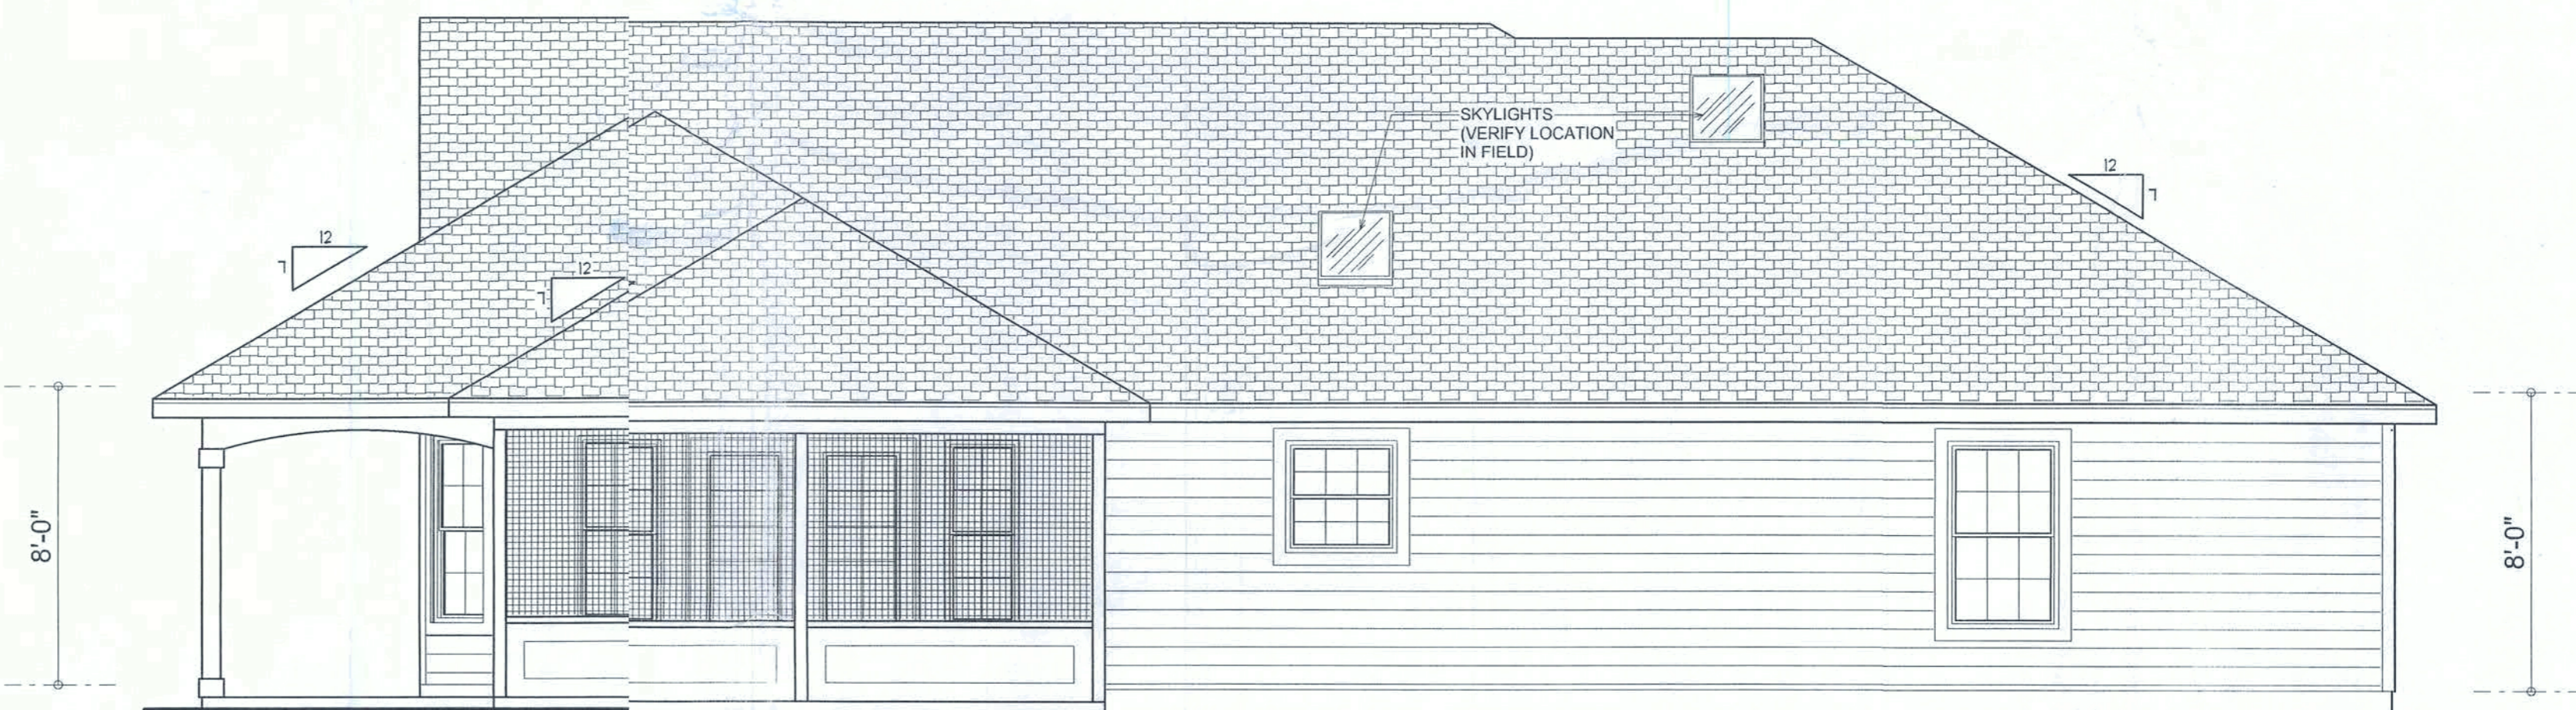 SKYLIGHTS
(VERIFY LOCATION
IN FIELD)
12
7
12
7
12
7
8'-0"
8'-0"